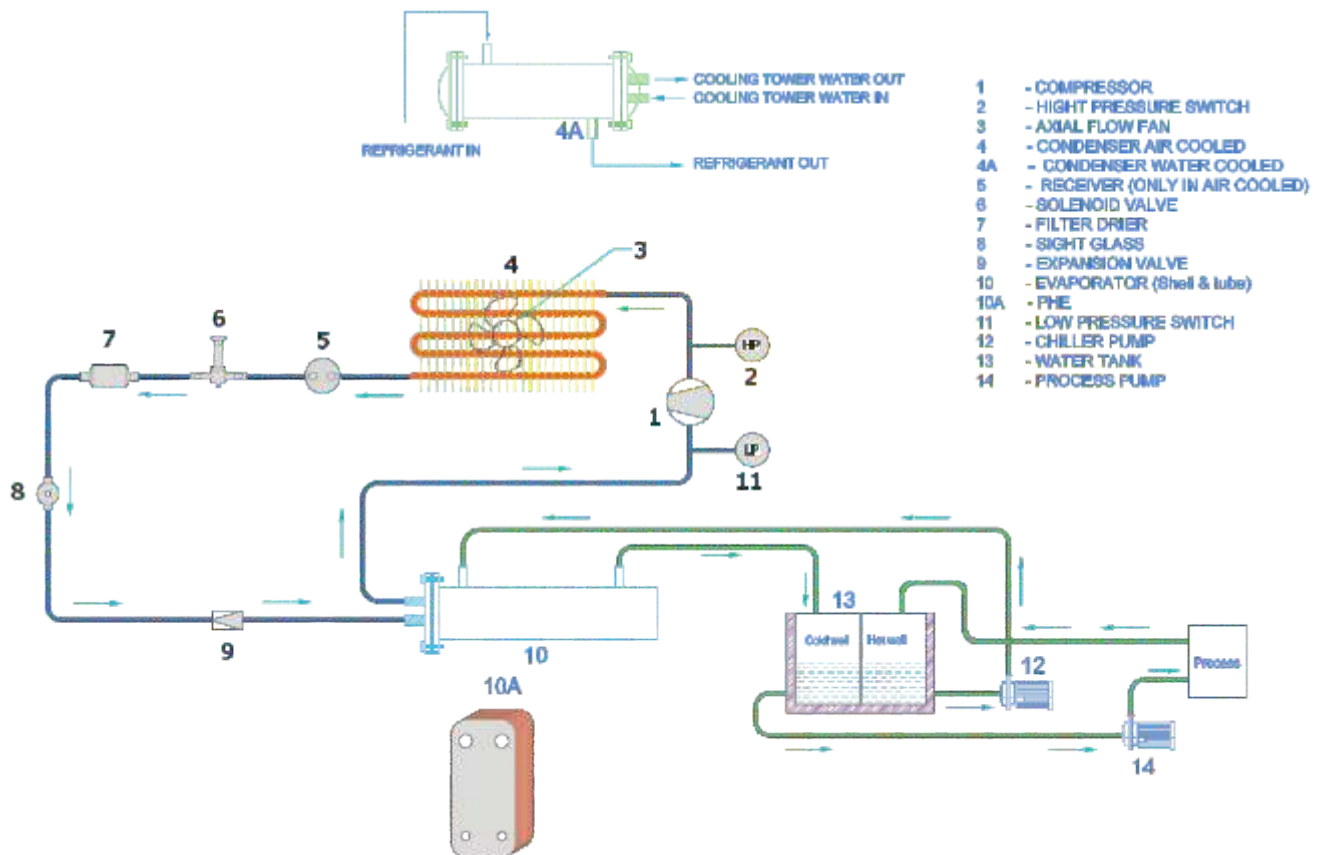 COOLING TOWER WATER OUT
COOLING TOWER WATER IN
4A
REFRIGERANT IN
REFRIGERANT OUT
1 - COMPRESSOR
2 - HIGHT PRESSURE SWITCH
3 - AXIAL FLOW FAN
4 - CONDENSER AIR COOLED
4A - CONDENSER WATER COOLED
5 - RECEIVER (ONLY IN AIR COOLED)
6 - SOLENOID VALVE
7 - FILTER DRIER
8 - SIGHT GLASS
9 - EXPANSION VALVE
10 - EVAPORATOR (Shell & tube)
10A - PHE
11 - LOW PRESSURE SWITCH
12 - CHILLER PUMP
13 - WATER TANK
14 - PROCESS PUMP
3
4
6
7
5
HP
2
1
LP
11
8
9
10
10A
13
Coldwell
Hotwell
12
Process
14